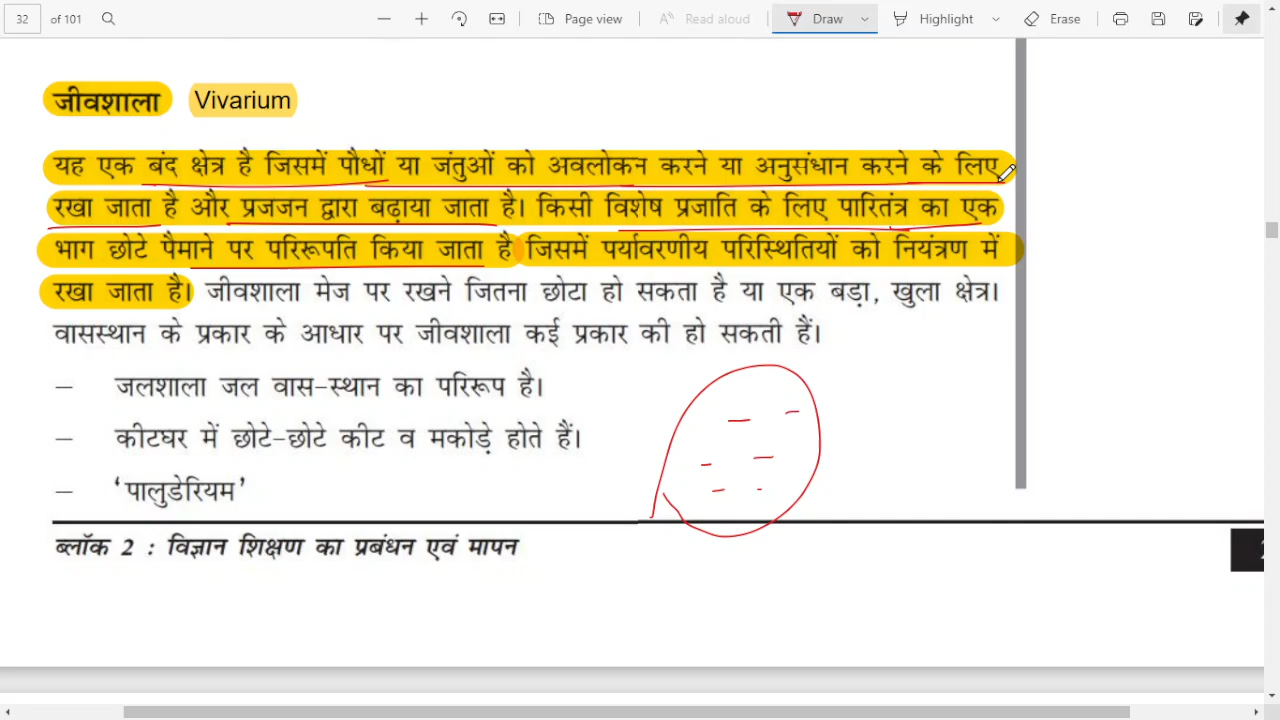 32 of 101 Page view Read aloud Draw Highlight Erase
जीवशाला Vivarium
यह एक बंद क्षेत्र है जिसमें पौधों या जंतुओं को अवलोकन करने या अनुसंधान करने के लिए
रखा जाता है और प्रजजन द्वारा बढ़ाया जाता है। किसी विशेष प्रजाति के लिए पारितंत्र का एक
भाग छोटे पैमाने पर परिरूपति किया जाता है जिसमें पर्यावरणीय परिस्थितियों को नियंत्रण में
रखा जाता है। जीवशाला मेज पर रखने जितना छोटा हो सकता है या एक बड़ा, खुला क्षेत्र।
वासस्थान के प्रकार के आधार पर जीवशाला कई प्रकार की हो सकती हैं।
– जलशाला जल वास-स्थान का परिरूप है।
– कीटघर में छोटे-छोटे कीट व मकोड़े होते हैं।
– ‘पालुडेरियम’
ब्लॉक 2 : विज्ञान शिक्षण का प्रबंधन एवं मापन